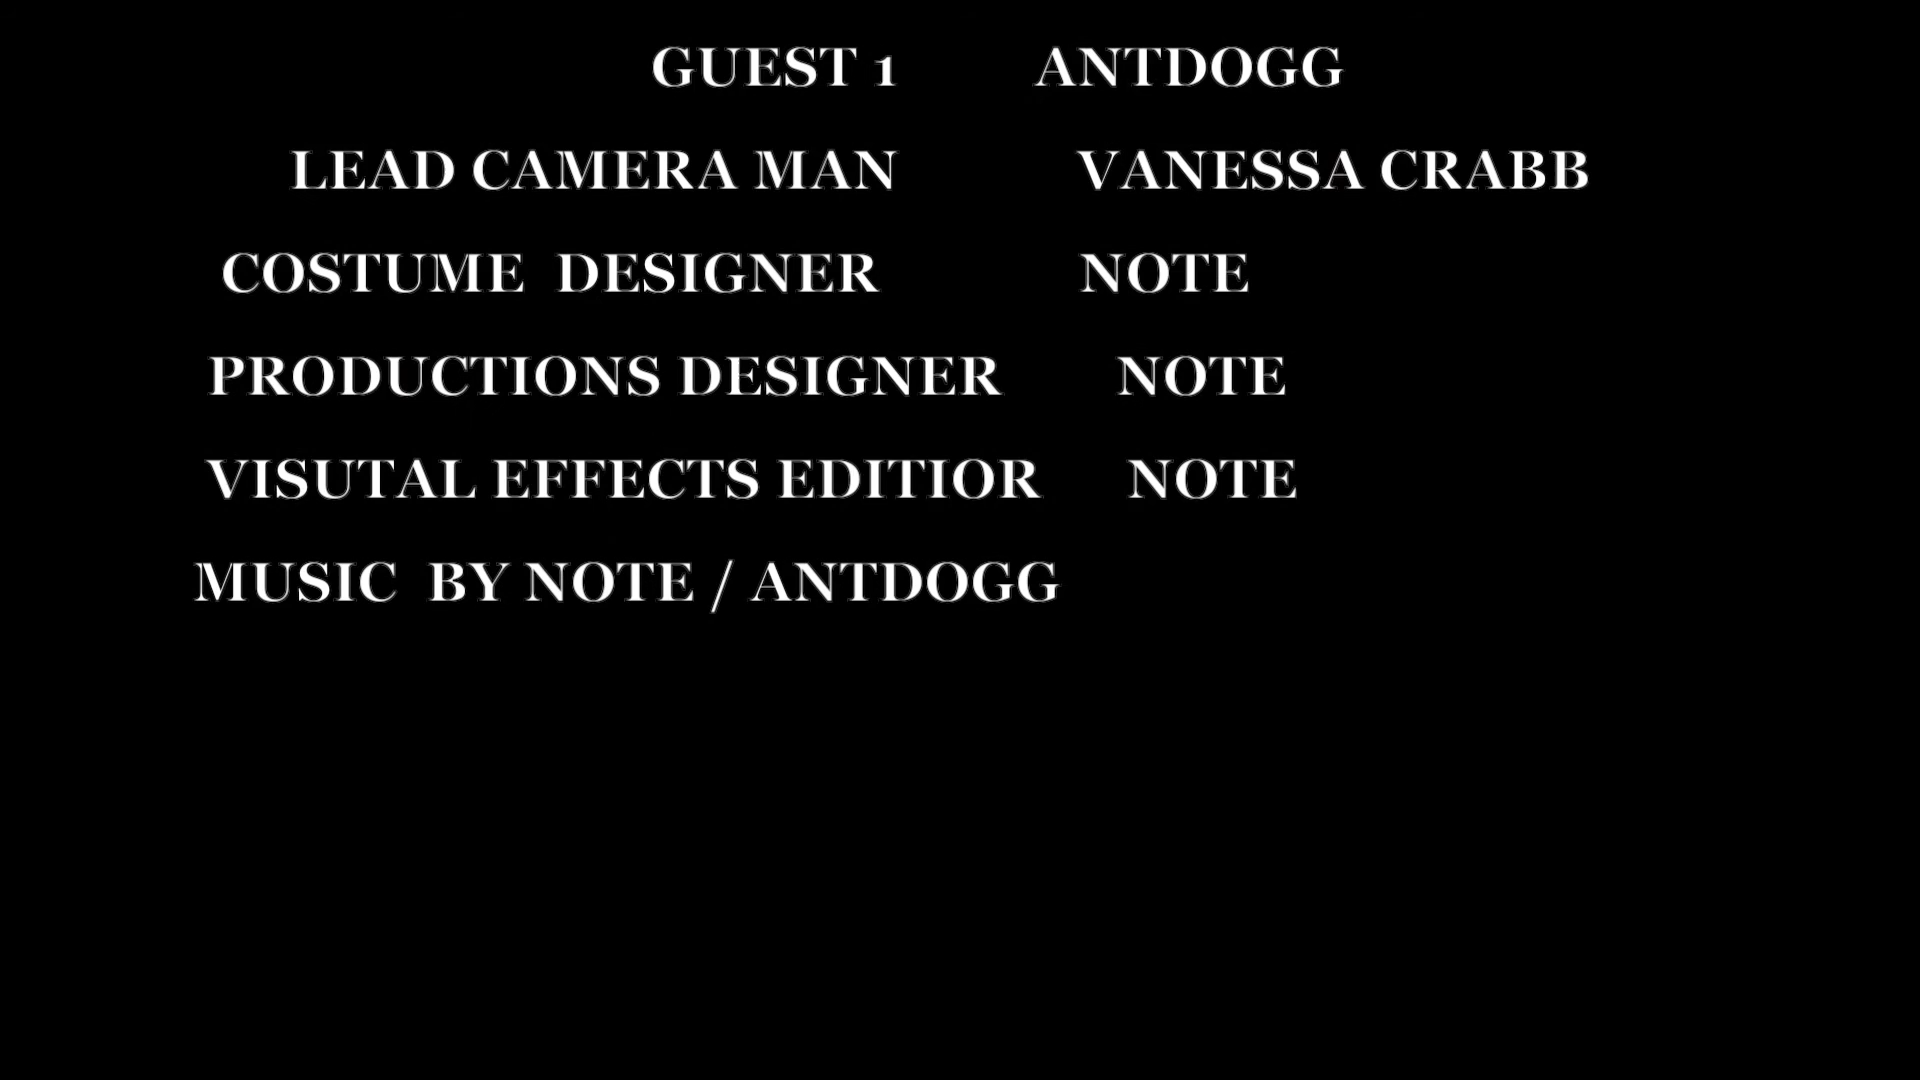 GUEST 1 ANTDOGG
LEAD CAMERA MAN VANESSA CRABB
COSTUME DESIGNER NOTE
PRODUCTIONS DESIGNER NOTE
VISUTAL EFFECTS EDITIOR NOTE
MUSIC BY NOTE / ANTDOGG